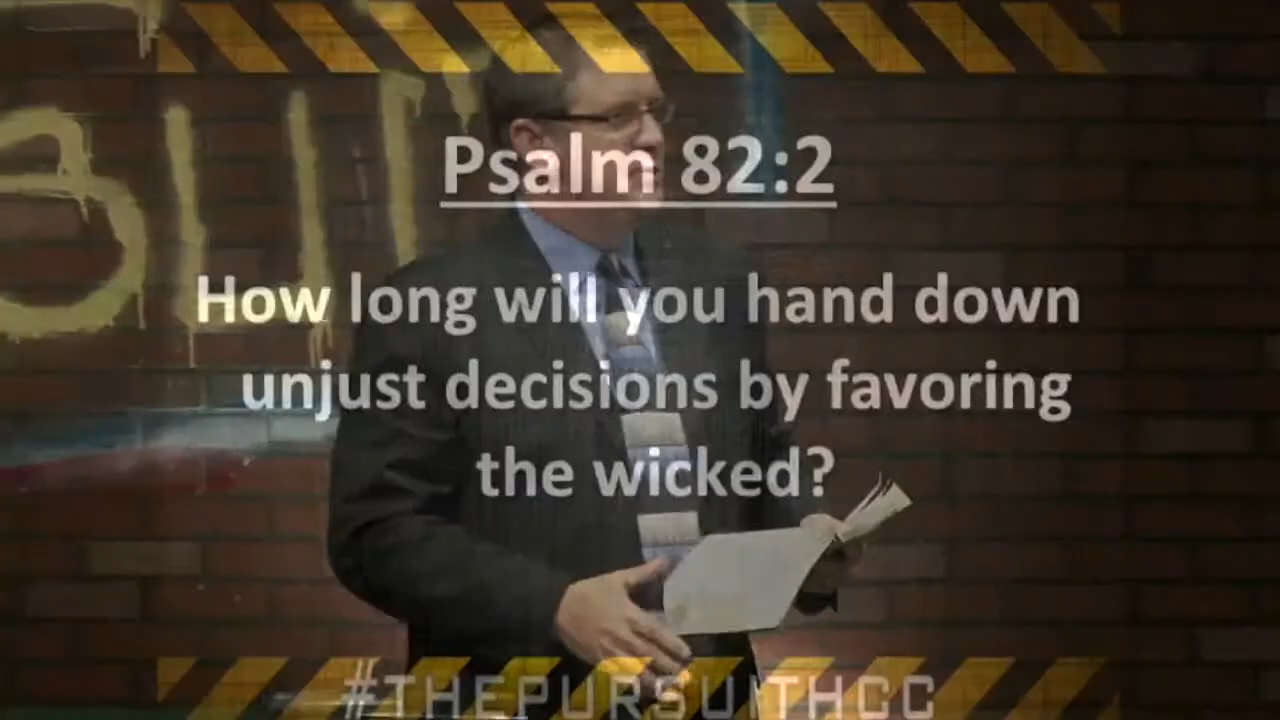 Psalm 82:2
How long will you hand down
unjust decisions by favoring
the wicked?
#THEPURSUITHCC